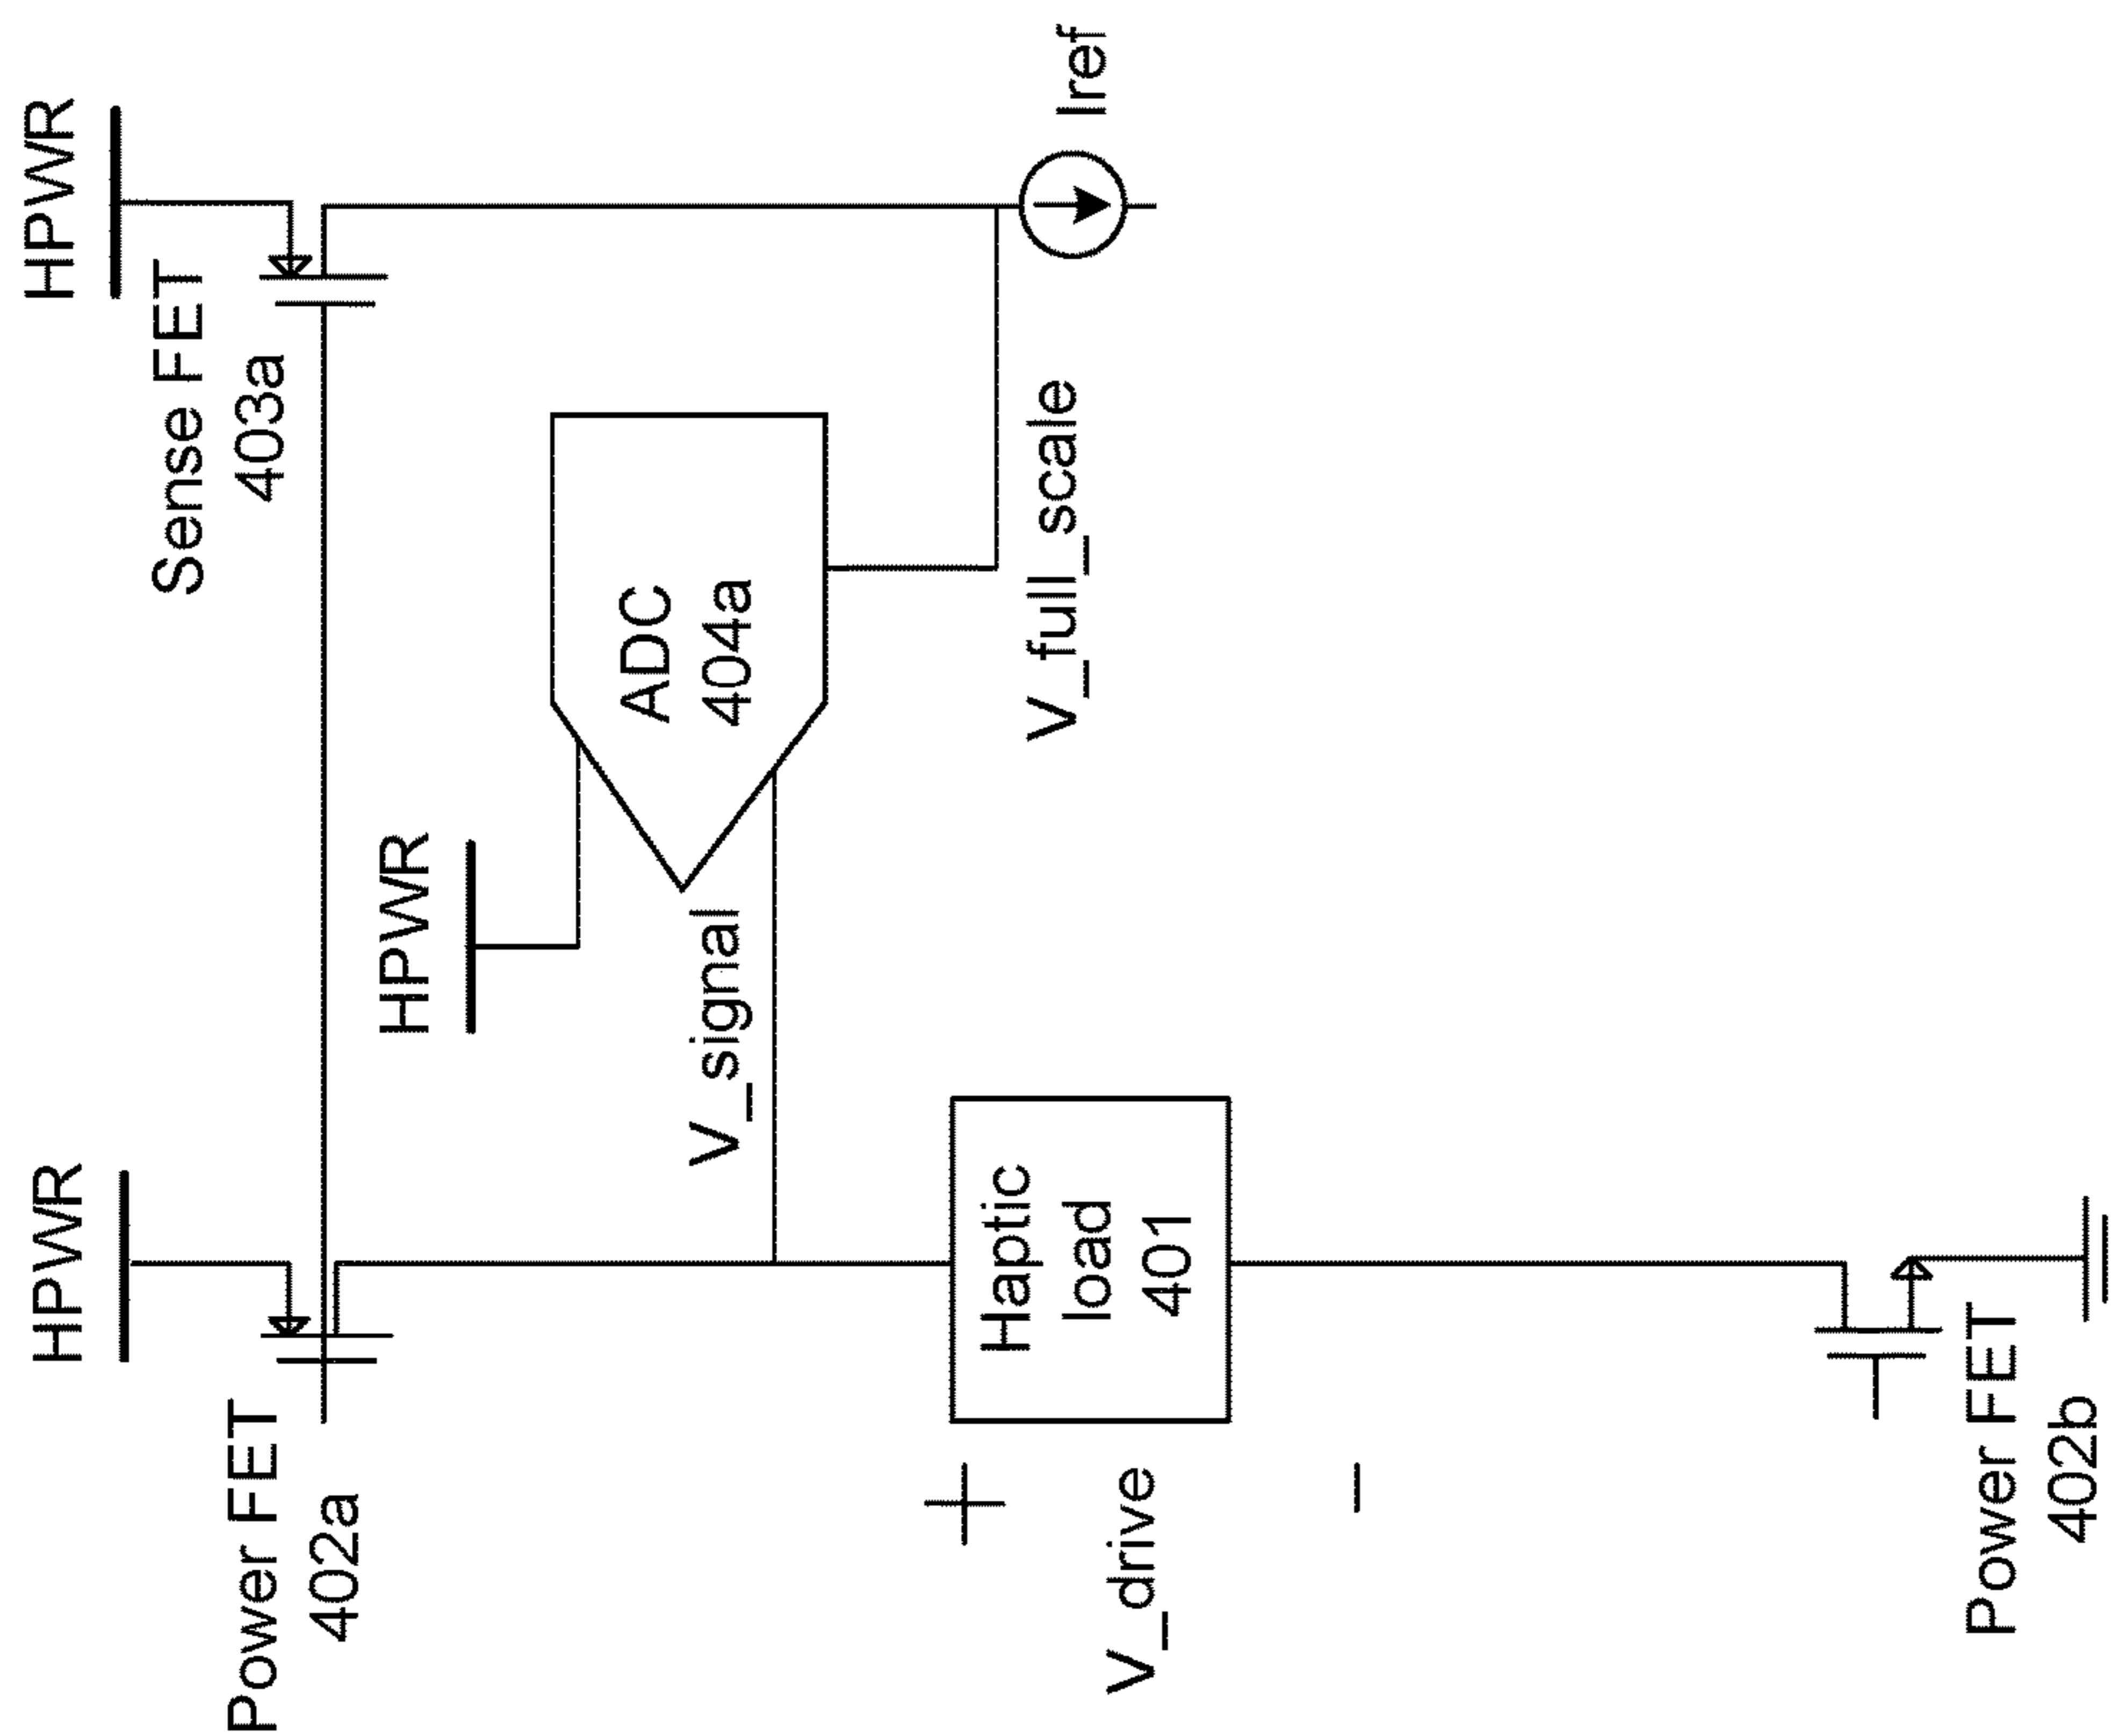 HPWR
Power FET
402a
HPWR
Sense FET
403a
HPWR
ADC
404a
V_signal
V_full_scale
Iref
+
V_drive
-
Haptic
load
401
Power FET
402b